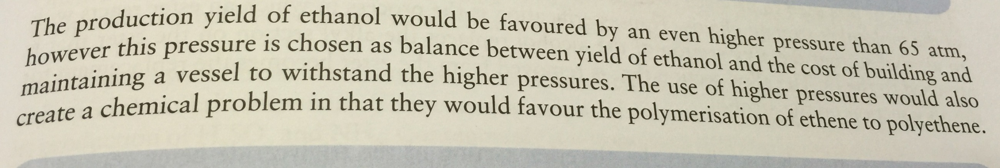 The production yield of ethanol would be favoured by an even higher pressure than 65 atm,
however this pressure is chosen as balance between yield of ethanol and the cost of building and
maintaining a vessel to withstand the higher pressures. The use of higher pressures would also
create a chemical problem in that they would favour the polymerisation of ethene to polyethene.